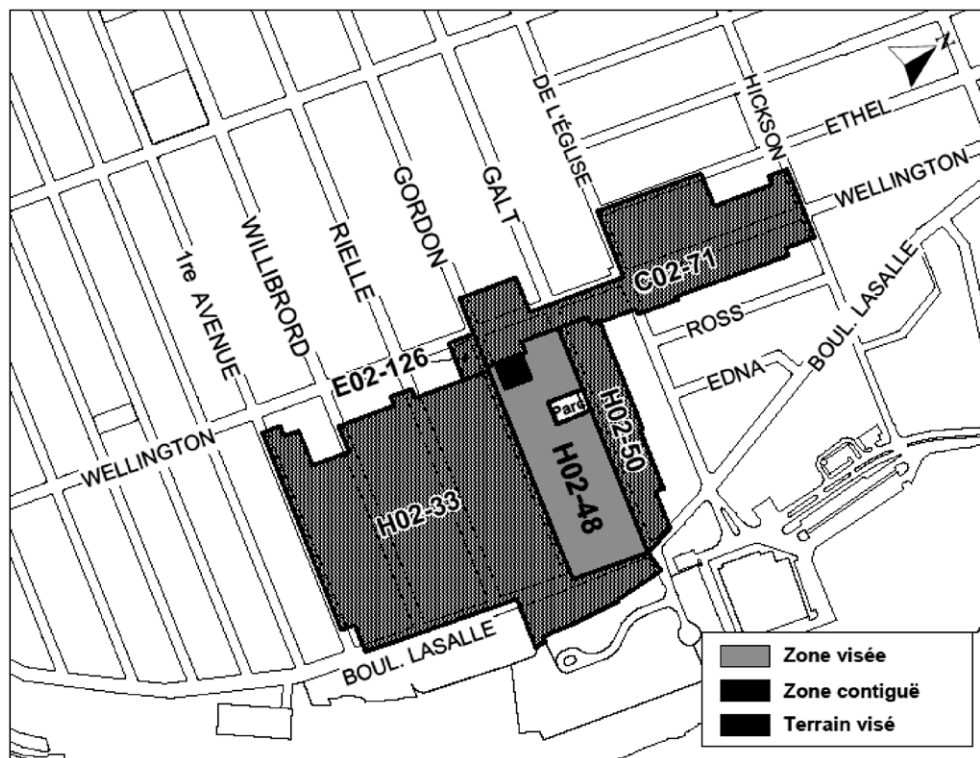 N
HICKSON
DE L'ÉGLISE
ETHEL
GALT
WELLINGTON
GORDON
RIELLE
WILLIBRORD
1re AVENUE
C02-71
BOUL. LASALLE
ROSS
E02-126
EDNA
Parc
H02-50
WELLINGTON
H02-48
H02-33
BOUL. LASALLE
Zone visée
Zone contiguë
Terrain visé